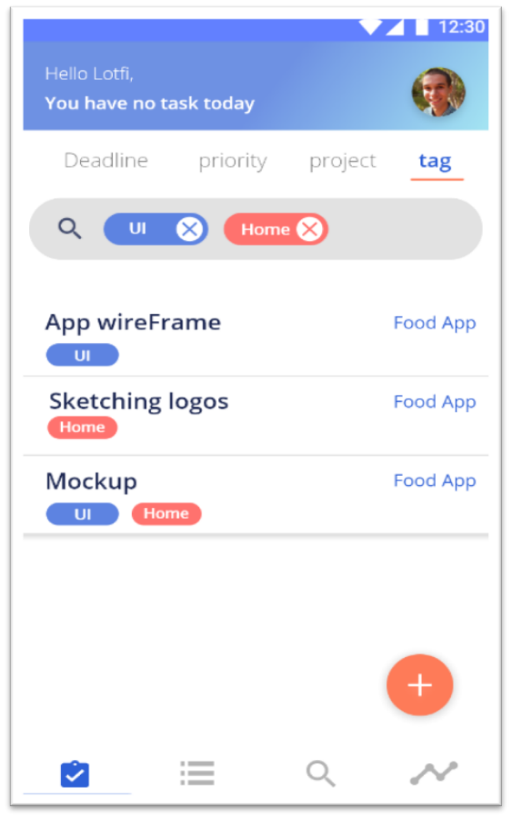 12:30
Hello Lotfi,
You have no task today
Deadline priority project tag
UI Home
App wireFrame Food App
UI
Sketching logos Food App
Home
Mockup Food App
UI Home